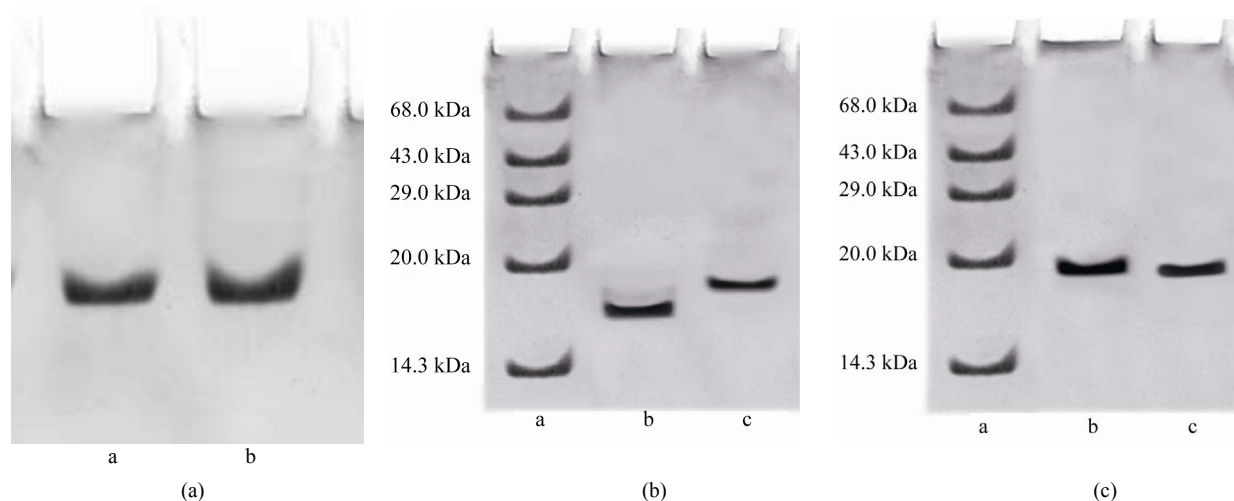 a b
(a)
68.0 kDa
43.0 kDa
29.0 kDa
20.0 kDa
14.3 kDa
a b c
(b)
68.0 kDa
43.0 kDa
29.0 kDa
20.0 kDa
14.3 kDa
a b c
(c)